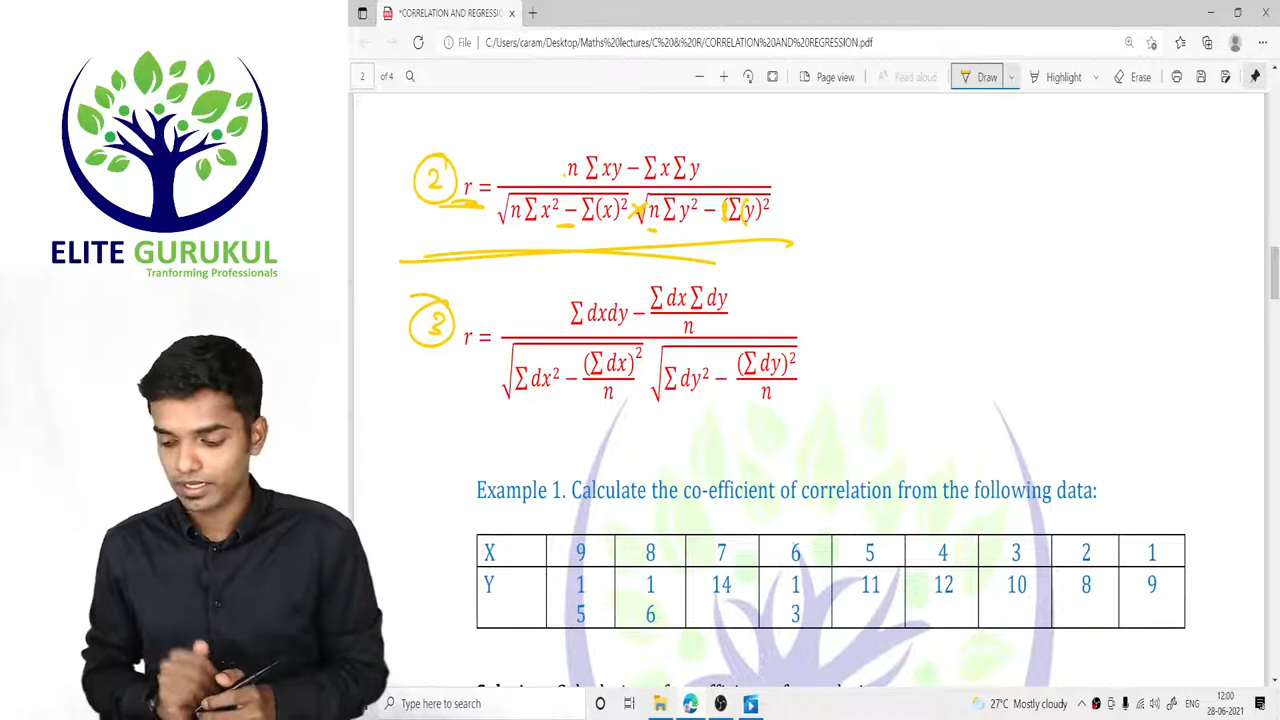 *CORRELATION AND REGRESSIO
File
C:/Users/caram/Desktop/Maths%20lectures/C%20&%20R/CORRELATION%20AND%20REGRESSION.pdf
2 of 4
Page view
Read aloud
Draw
Highlight
Erase
ELITE GURUKUL
Tranforming Professionals
2 r = (n ∑ xy − ∑ x ∑ y) / (√(n ∑ x² − ∑(x)²) × √(n ∑ y² − (∑(y)²))
3 r = (∑ dxdy − (∑ dx ∑ dy)/n) / (√(∑ dx² − (∑ dx)²/n) √(∑ dy² − (∑ dy)²/n))
Example 1. Calculate the co-efficient of correlation from the following data:
X 9 8 7 6 5 4 3 2 1
Y 15 16 14 13 11 12 10 8 9
Type here to search
27°C Mostly cloudy
ENG
12:00
28-06-2021